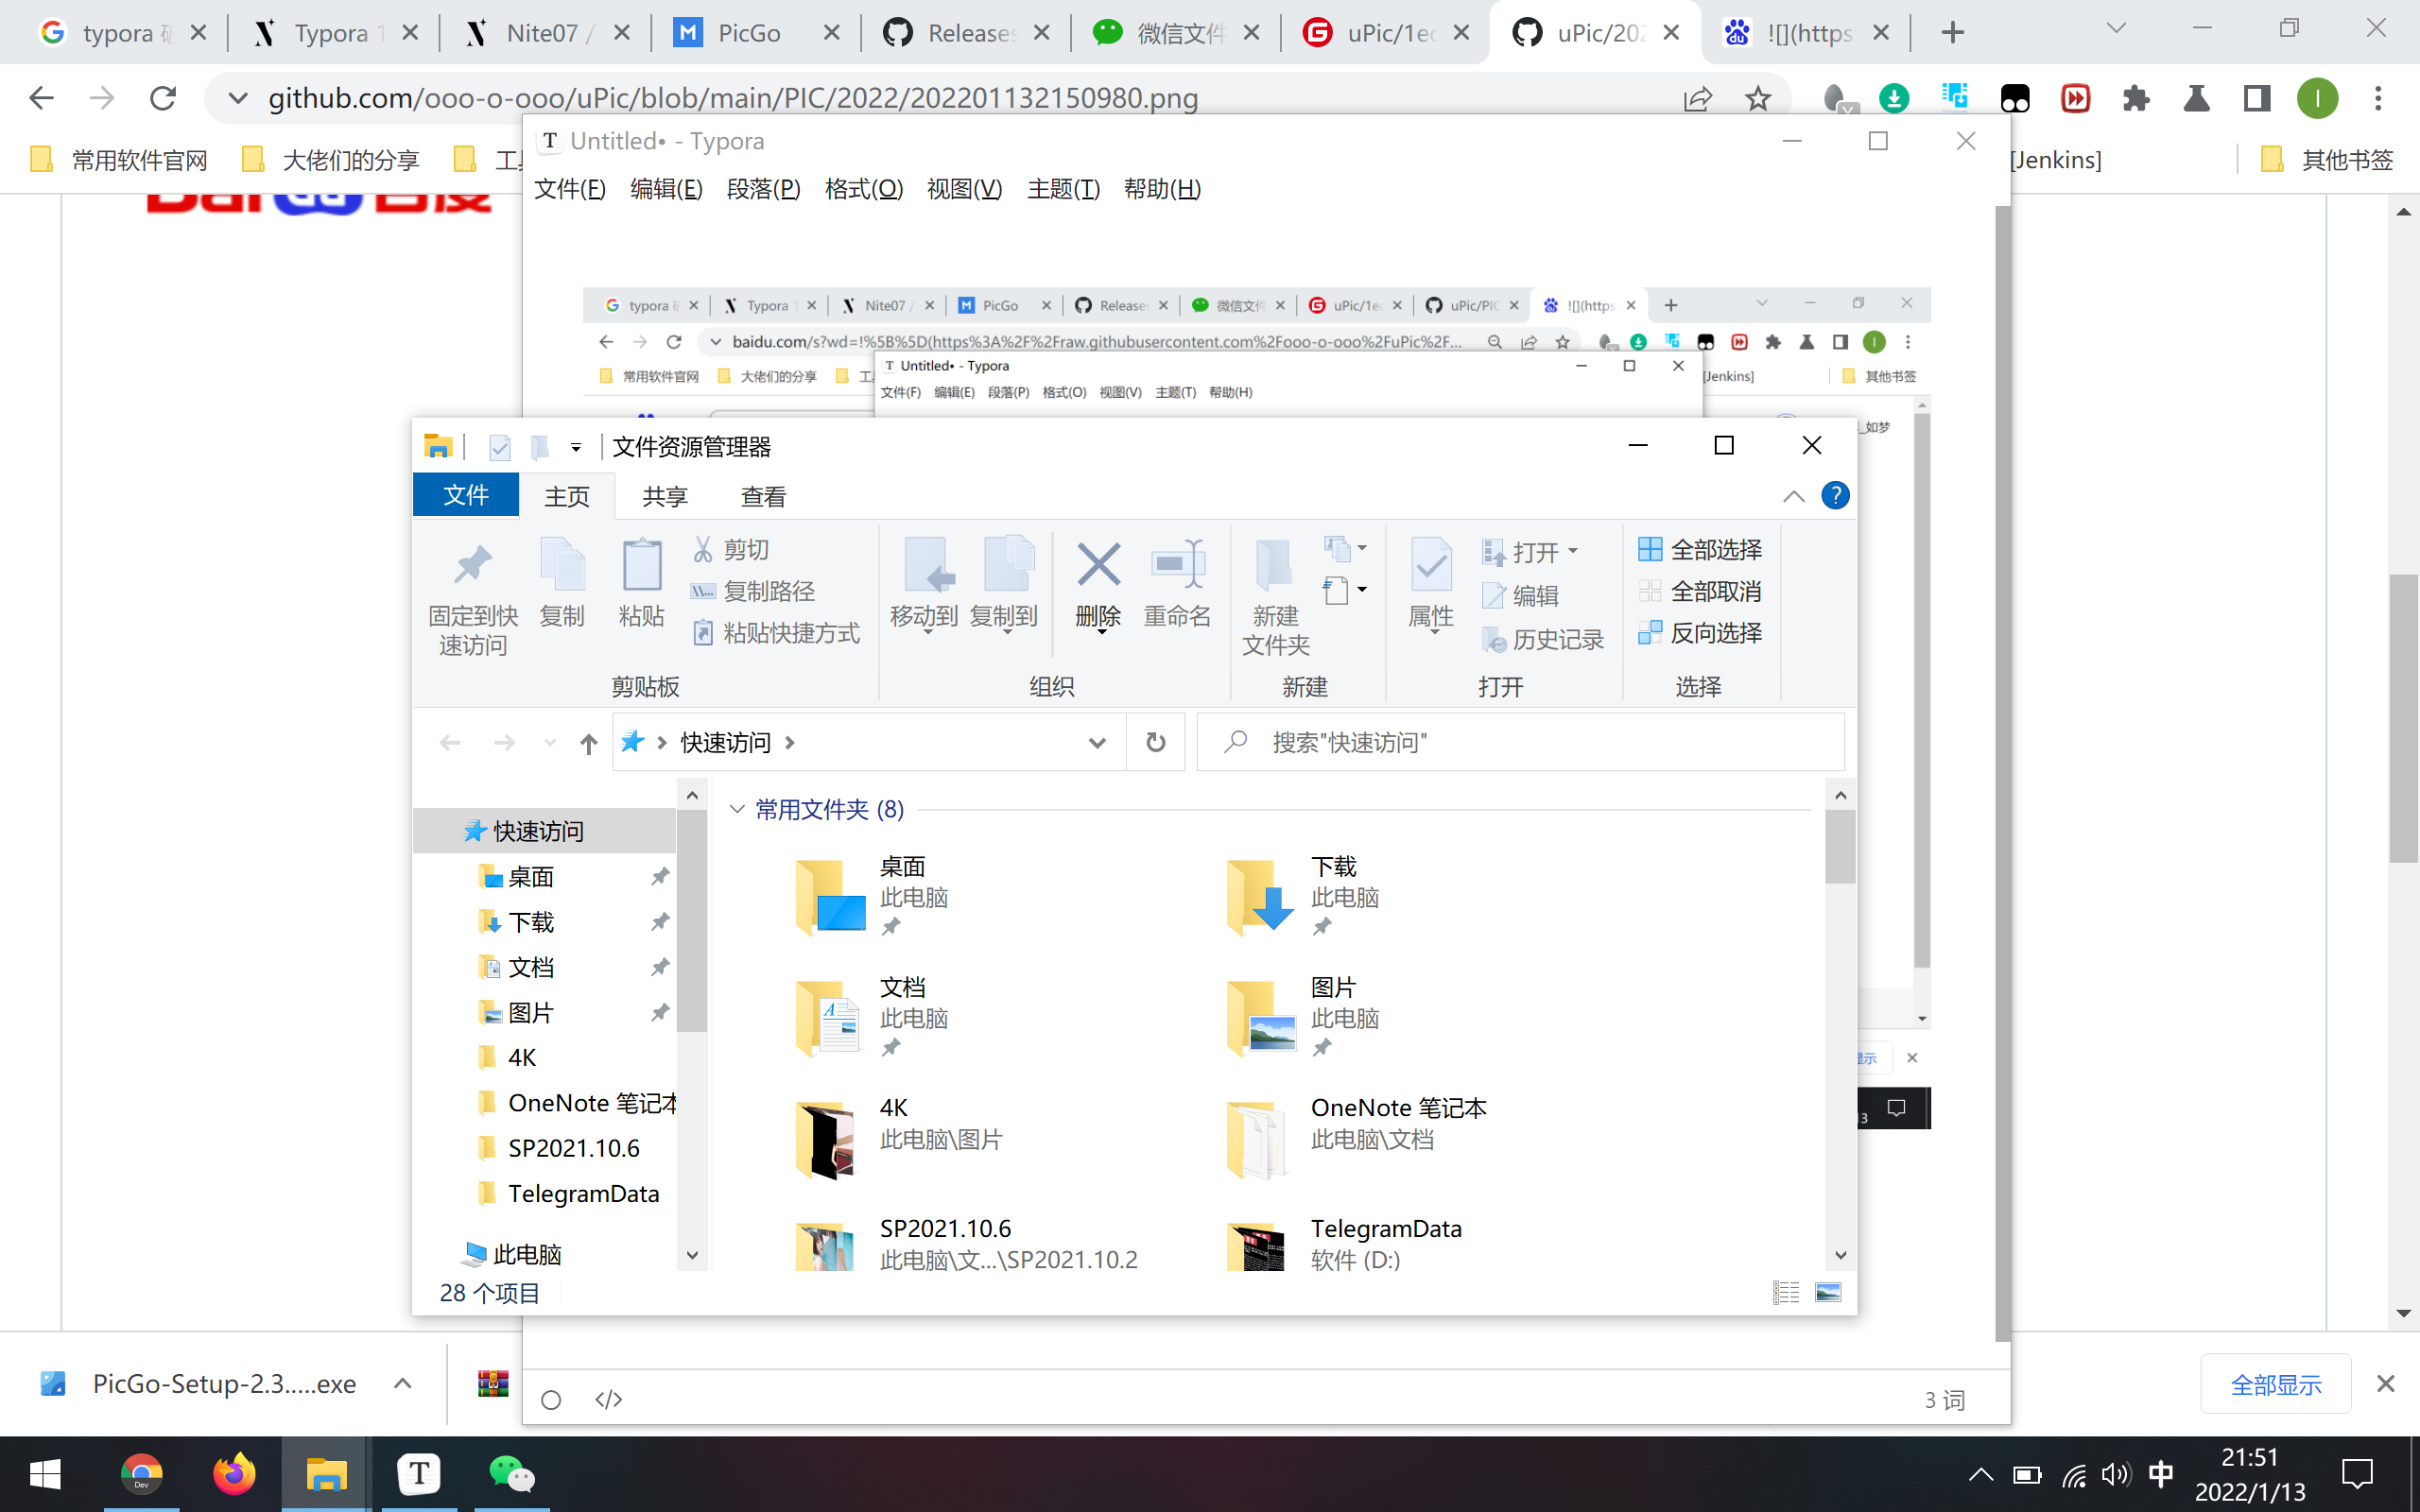 typora
Typora 1
Nite07 /
PicGo
Releases
微信文件
uPic/1ec
uPic/202
![](https:
github.com/ooo-o-ooo/uPic/blob/main/PIC/2022/202201132150980.png
常用软件官网
大佬们的分享
[Jenkins]
其他书签
Untitled• - Typora
文件(F) 编辑(E) 段落(P) 格式(O) 视图(V) 主题(T) 帮助(H)
typora
Typora 1
Nite07 /
PicGo
Release
微信文件
uPic/1ec
uPic/PIC
![](https
baidu.com/s?wd=!%5B%5D(https%3A%2F%2Fraw.githubusercontent.com%2Fooo-o-ooo%2FuPic%2F...
常用软件官网
大佬们的分享
Jenkins]
其他书签
Untitled• - Typora
文件(F) 编辑(E) 段落(P) 格式(O) 视图(V) 主题(T) 帮助(H)
_如梦
文件资源管理器
文件 主页 共享 查看
固定到快
速访问
复制
粘贴
剪切
复制路径
粘贴快捷方式
剪贴板
移动到
复制到
删除
重命名
组织
新建
文件夹
新建
属性
打开
编辑
历史记录
打开
全部选择
全部取消
反向选择
选择
快速访问
搜索"快速访问"
快速访问
桌面
下载
文档
图片
4K
OneNote 笔记本
SP2021.10.6
TelegramData
此电脑
常用文件夹 (8)
桌面
此电脑
下载
此电脑
文档
此电脑
图片
此电脑
4K
此电脑\图片
OneNote 笔记本
此电脑\文档
SP2021.10.6
此电脑\文...\SP2021.10.2
TelegramData
软件 (D:)
28 个项目
显示
13
PicGo-Setup-2.3.....exe
3 词
全部显示
Dev
中
21:51
2022/1/13